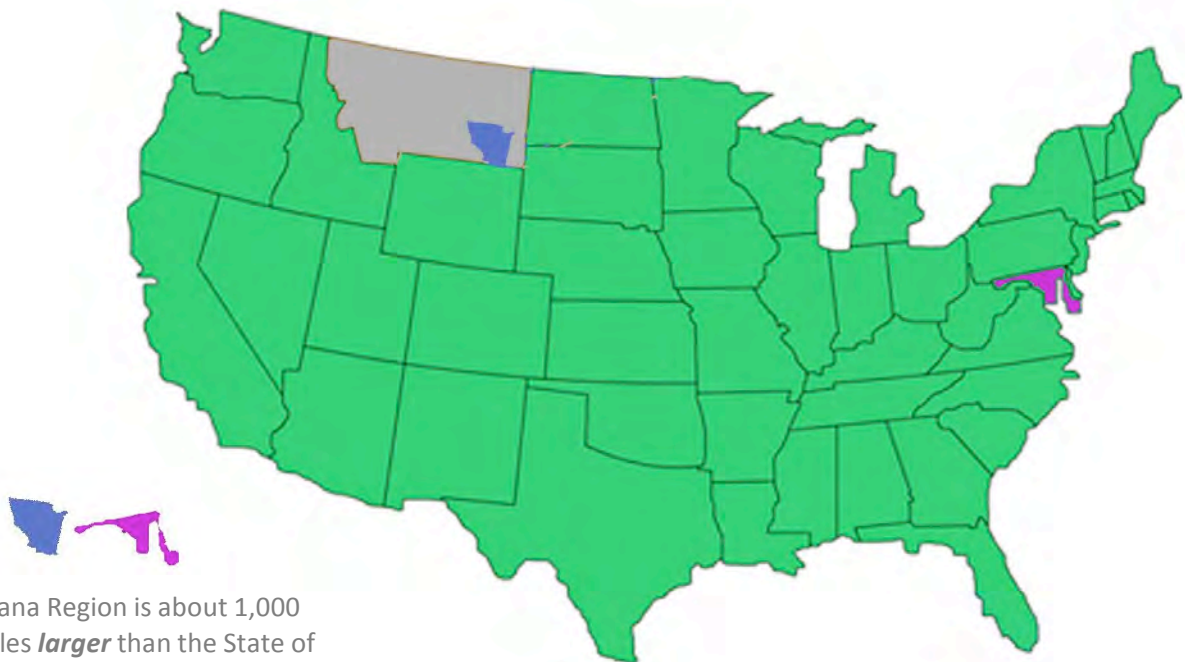 ana Region is about 1,000
les larger than the State of